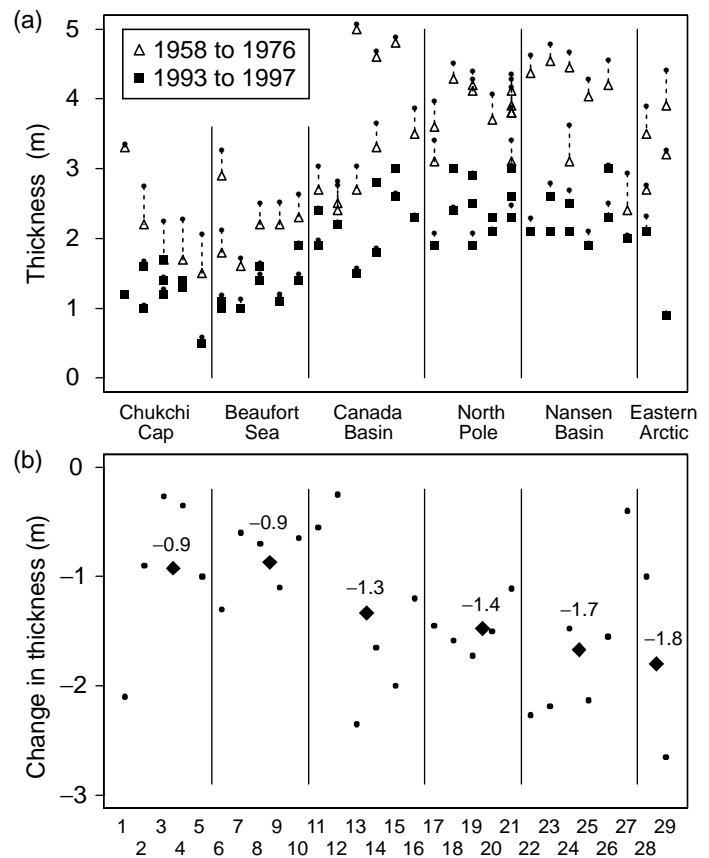 (a)
5
4
3
2
1
0
Thickness (m)
△ 1958 to 1976
■ 1993 to 1997
Chukchi Cap
Beaufort Sea
Canada Basin
North Pole
Nansen Basin
Eastern Arctic
(b)
0
−1
−2
−3
Change in thickness (m)
−0.9
−0.9
−1.3
−1.4
−1.7
−1.8
1 3 5 7 9 11 13 15 17 19 21 23 25 27 29
2 4 6 8 10 12 14 16 18 20 22 24 26 28